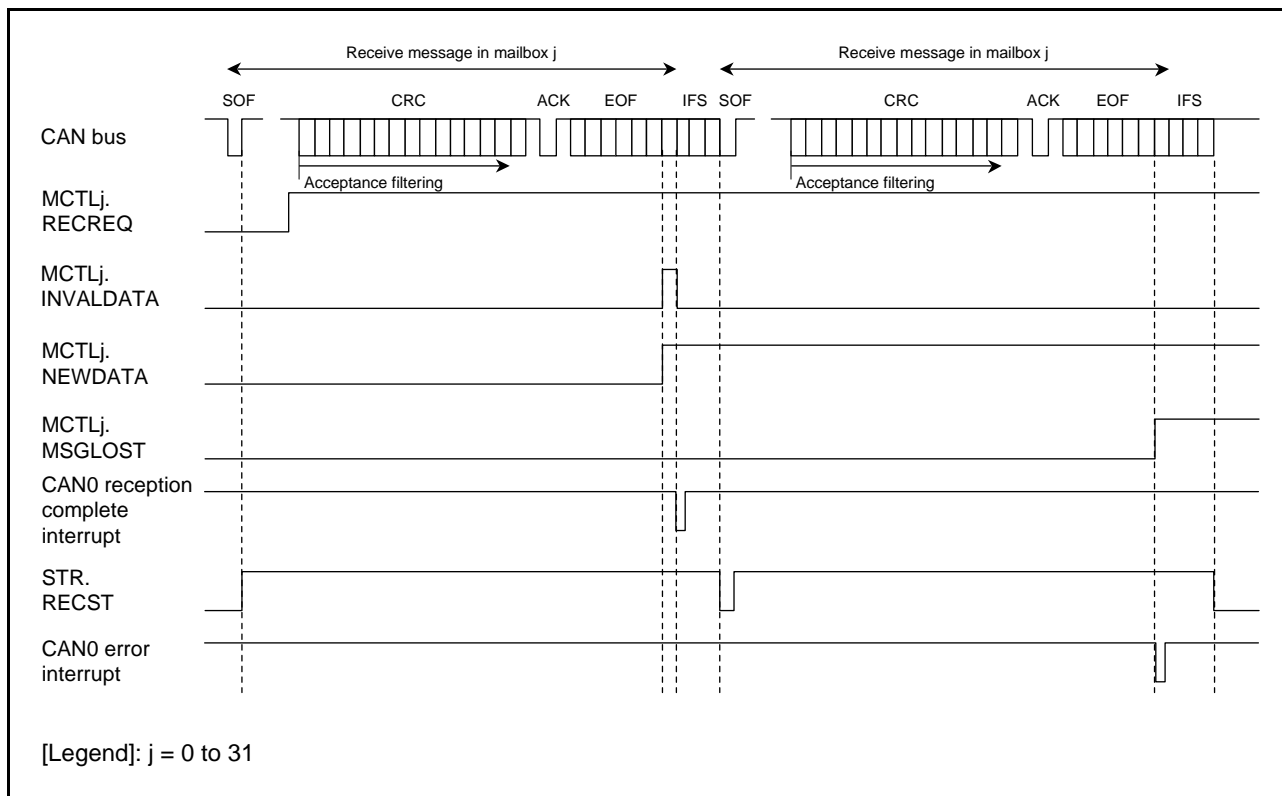 Receive message in mailbox j Receive message in mailbox j
SOF CRC ACK EOF IFS SOF CRC ACK EOF IFS
CAN bus
Acceptance filtering Acceptance filtering
MCTLj.
RECREQ
MCTLj.
INVALDATA
MCTLj.
NEWDATA
MCTLj.
MSGLOST
CAN0 reception
complete
interrupt
STR.
RECST
CAN0 error
interrupt
[Legend]: j = 0 to 31